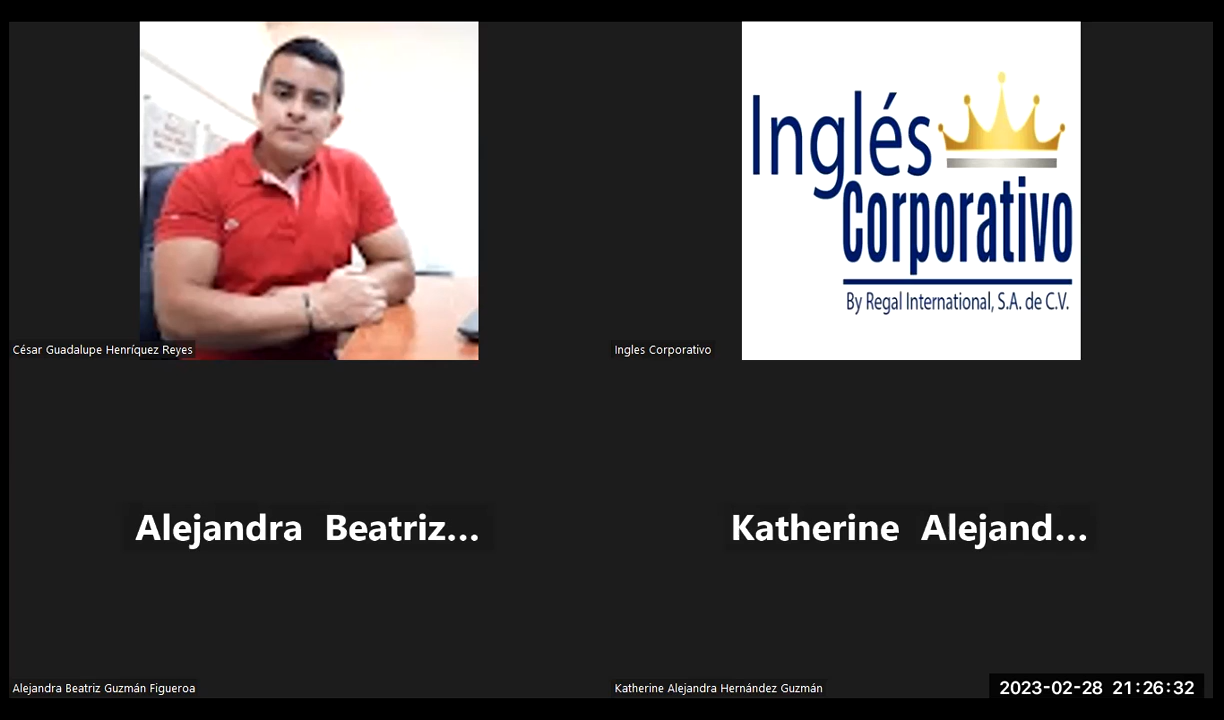 Inglés
Corporativo
By Regal International, S.A. de C.V.
César Guadalupe Henríquez Reyes
Ingles Corporativo
Alejandra Beatriz...
Katherine Alejand...
Alejandra Beatriz Guzmán Figueroa
Katherine Alejandra Hernández Guzmán
2023-02-28 21:26:32